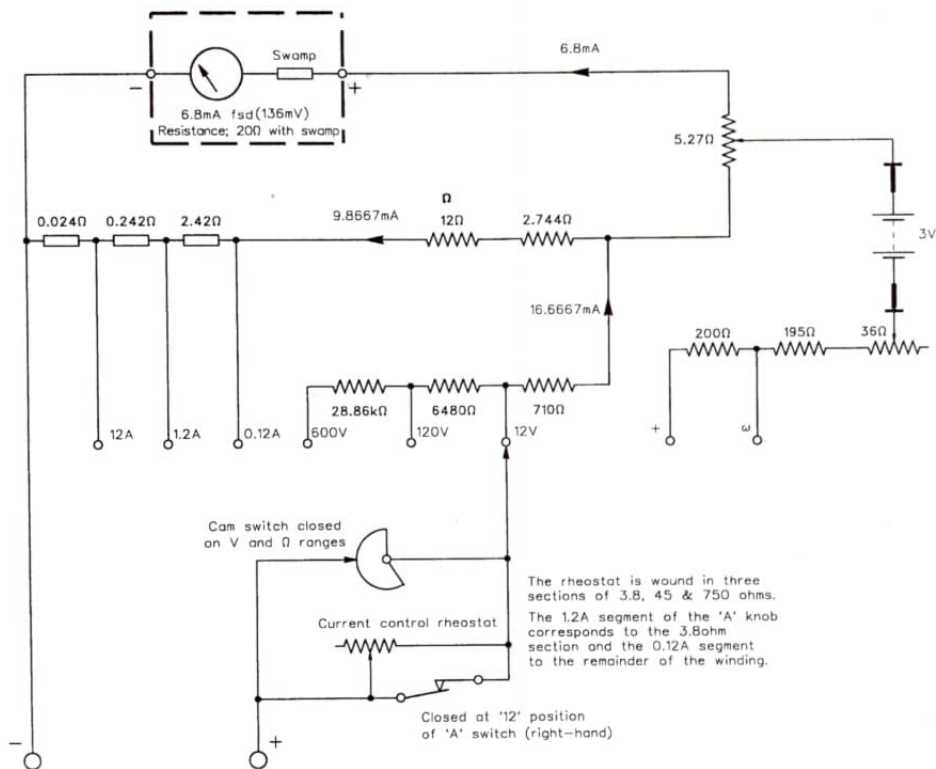 Swamp
6.8mA
-
+
6.8mA fsd(136mV)
Resistance; 20Ω with swamp
5.27Ω
Ω
0.024Ω 0.242Ω 2.42Ω
9.8667mA
12Ω 2.744Ω
3V
16.6667mA
200Ω 195Ω 36Ω
28.86kΩ 6480Ω 710Ω
12A 1.2A 0.12A 600V 120V 12V
+ ω
Cam switch closed
on V and Ω ranges
The rheostat is wound in three
sections of 3.8, 45 & 750 ohms.
The 1.2A segment of the 'A' knob
corresponds to the 3.8ohm
section and the 0.12A segment
to the remainder of the winding.
Current control rheostat
Closed at '12' position
of 'A' switch (right-hand)
- +